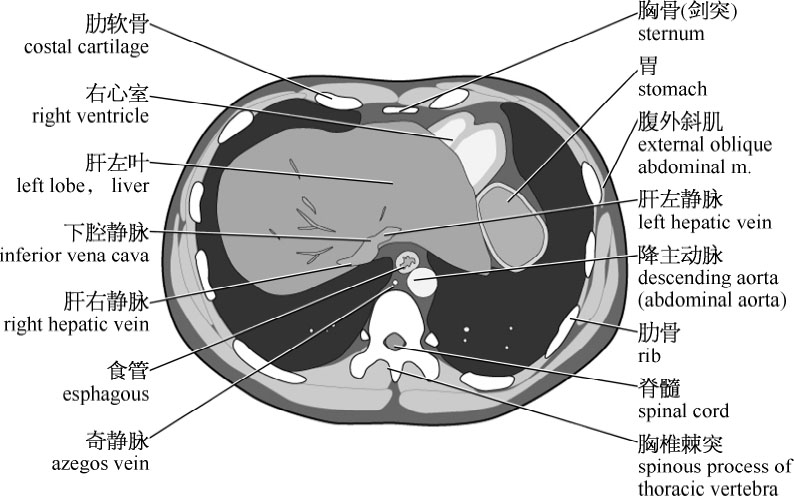 肋软骨
costal cartilage
右心室
right ventricle
肝左叶
left lobe， liver
下腔静脉
inferior vena cava
肝右静脉
right hepatic vein
食管
esphagous
奇静脉
azegos vein
胸骨(剑突)
sternum
胃
stomach
腹外斜肌
external oblique
abdominal m.
肝左静脉
left hepatic vein
降主动脉
descending aorta
(abdominal aorta)
肋骨
rib
脊髓
spinal cord
胸椎棘突
spinous process of
thoracic vertebra